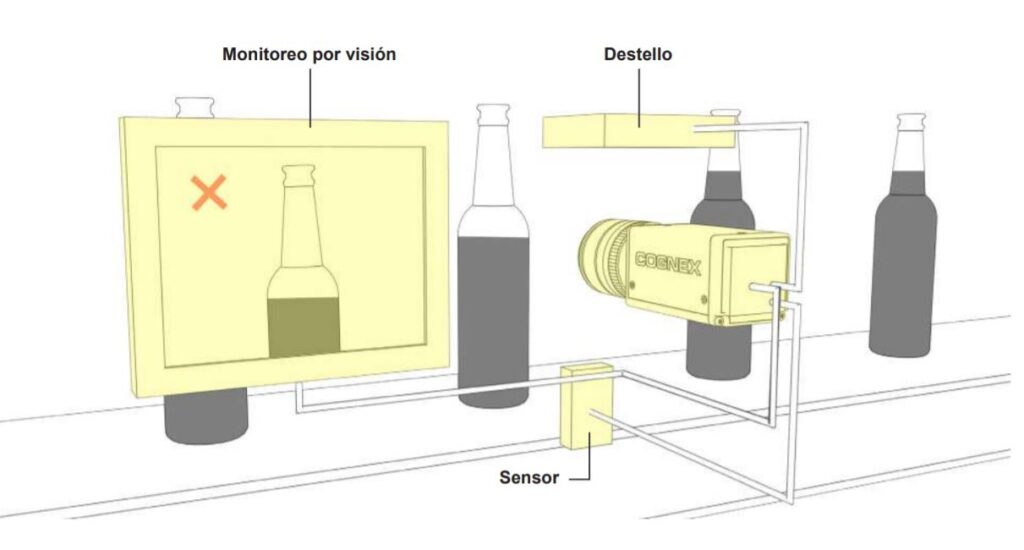 Monitoreo por visión
Destello
COGNEX
Sensor